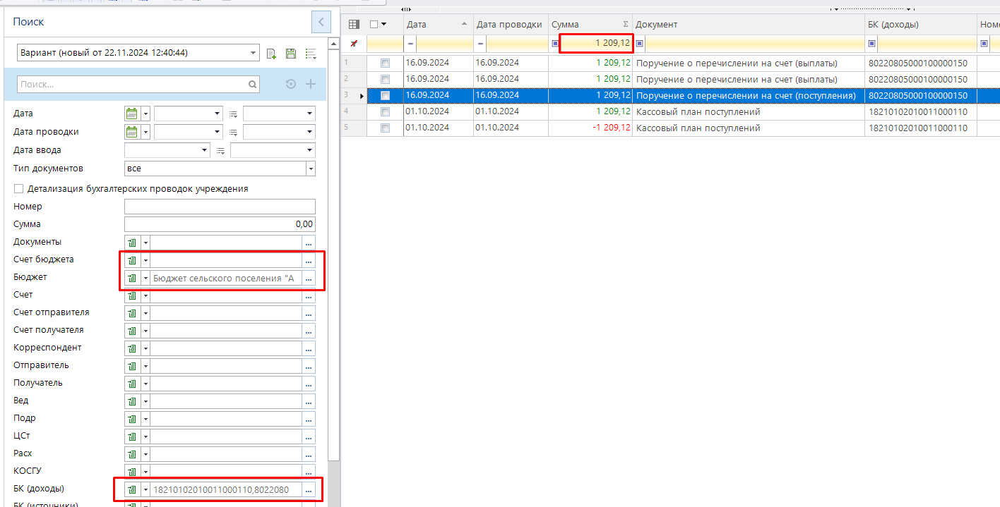 Поиск
Вариант (новый от 22.11.2024 12:40:44)
Поиск...
Дата
Дата проводки
Дата ввода
Тип документов все
Детализация бухгалтерских проводок учреждения
Номер
Сумма 0,00
Документы ...
Счет бюджета ...
Бюджет Бюджет сельского поселения "А ...
Счет ...
Счет отправителя ...
Счет получателя ...
Корреспондент ...
Отправитель ...
Получатель ...
Вед ...
Подр ...
ЦСт ...
Расх ...
КОСГУ ...
БК (доходы) 18210102010011000110,8022080 ...
БК (источники)
Дата Дата проводки Сумма Σ Документ БК (доходы) Номе
= = 1 209,12
1 16.09.2024 16.09.2024 1 209,12 Поручение о перечислении на счет (выплаты) 80220805000100000150
2 16.09.2024 16.09.2024 1 209,12 Поручение о перечислении на счет (выплаты) 80220805000100000150
3 16.09.2024 16.09.2024 1 209,12 Поручение о перечислении на счет (поступления) 80220805000100000150
4 01.10.2024 01.10.2024 1 209,12 Кассовый план поступлений 18210102010011000110
5 01.10.2024 01.10.2024 -1 209,12 Кассовый план поступлений 18210102010011000110